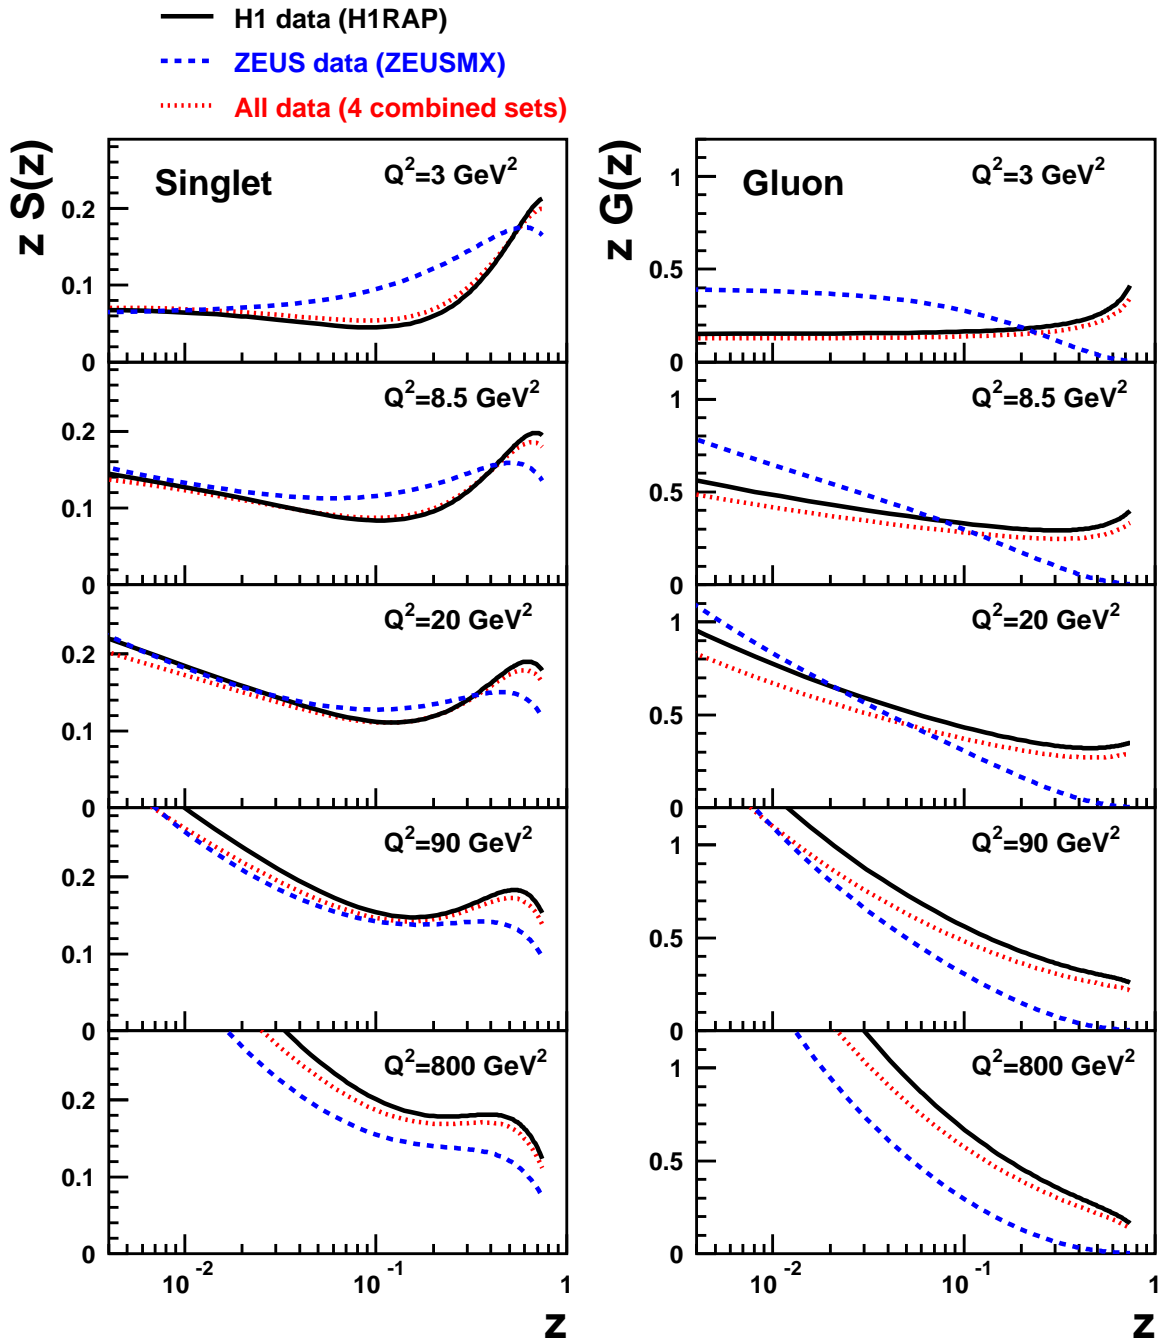 H1 data (H1RAP)
ZEUS data (ZEUSMX)
All data (4 combined sets)
z S(z)
Singlet
Q²=3 GeV²
0.2
0.1
0
Q²=8.5 GeV²
0.2
0.1
0
Q²=20 GeV²
0.2
0.1
0
Q²=90 GeV²
0.2
0.1
0
Q²=800 GeV²
0.2
0.1
0
10⁻²
10⁻¹
1
z
z G(z)
Gluon
Q²=3 GeV²
1
0.5
0
Q²=8.5 GeV²
1
0.5
0
Q²=20 GeV²
1
0.5
0
Q²=90 GeV²
1
0.5
0
Q²=800 GeV²
1
0.5
0
10⁻²
10⁻¹
1
z